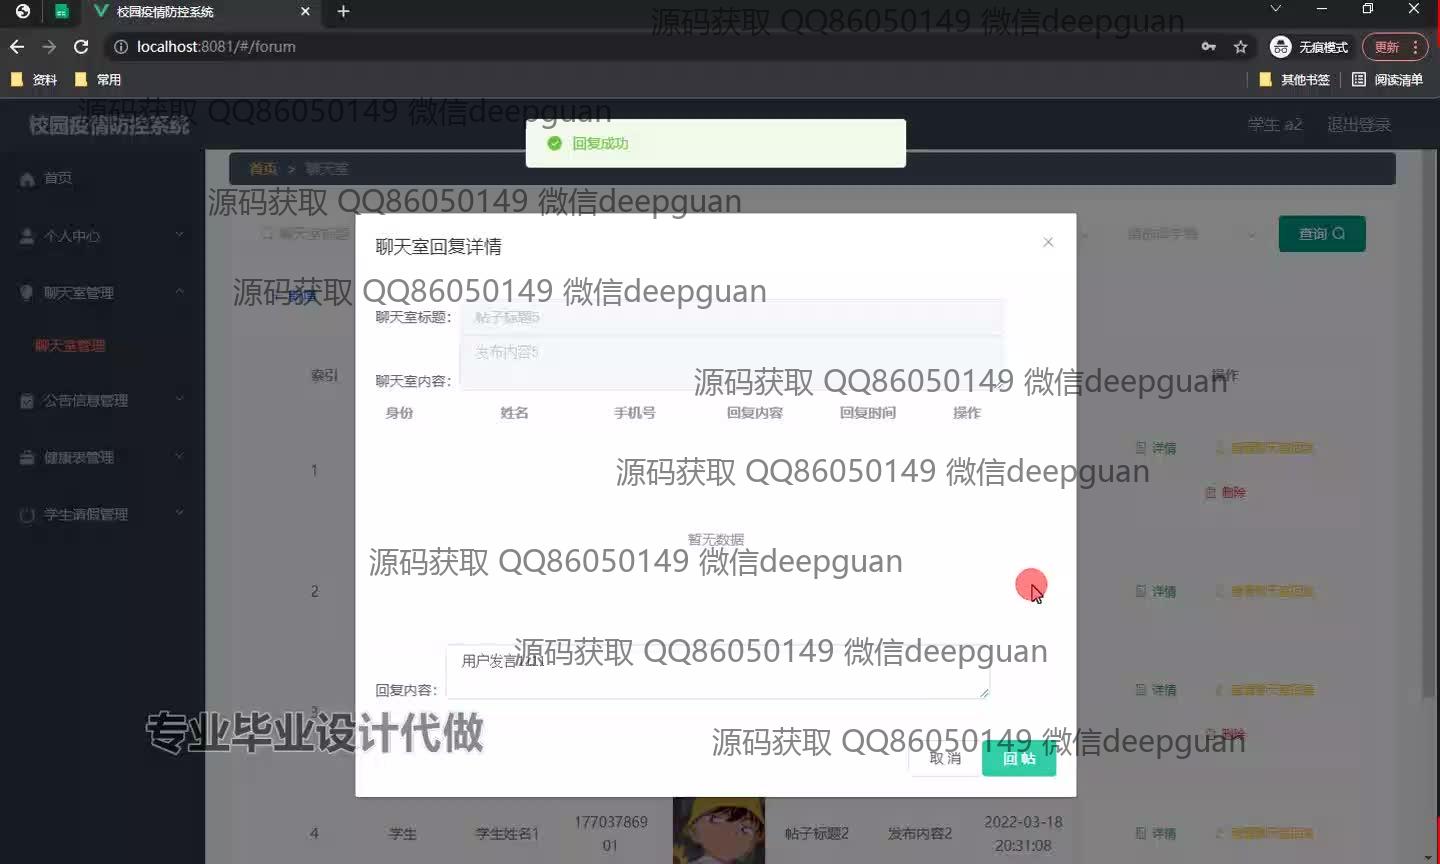 校园疫情防控系统
源码获取 QQ86050149 微信deepguan
localhost:8081/#/forum
无痕模式
更新
资料
常用
其他书签
阅读清单
源码获取 QQ86050149 微信deepguan
校园疫情防控系统
学生 a2
退出登录
回复成功
首页
首页 > 聊天室
源码获取 QQ86050149 微信deepguan
个人中心
聊天室标题
查询
聊天室回复详情
聊天室管理
源码获取 QQ86050149 微信deepguan
聊天室标题：
帖子标题5
聊天室管理
发布内容5
索引
聊天室内容：
源码获取 QQ86050149 微信deepguan
操作
公告信息管理
身份
姓名
手机号
回复内容
回复时间
操作
健康表管理
1
详情
源码获取 QQ86050149 微信deepguan
删除
学生请假管理
暂无数据
源码获取 QQ86050149 微信deepguan
2
详情
用户发言1111
源码获取 QQ86050149 微信deepguan
回复内容：
详情
3
专业毕业设计代做
删除
源码获取 QQ86050149 微信deepguan
取 消
回 帖
4
学生
学生姓名1
177037869
01
帖子标题2
发布内容2
2022-03-18
20:31:08
详情